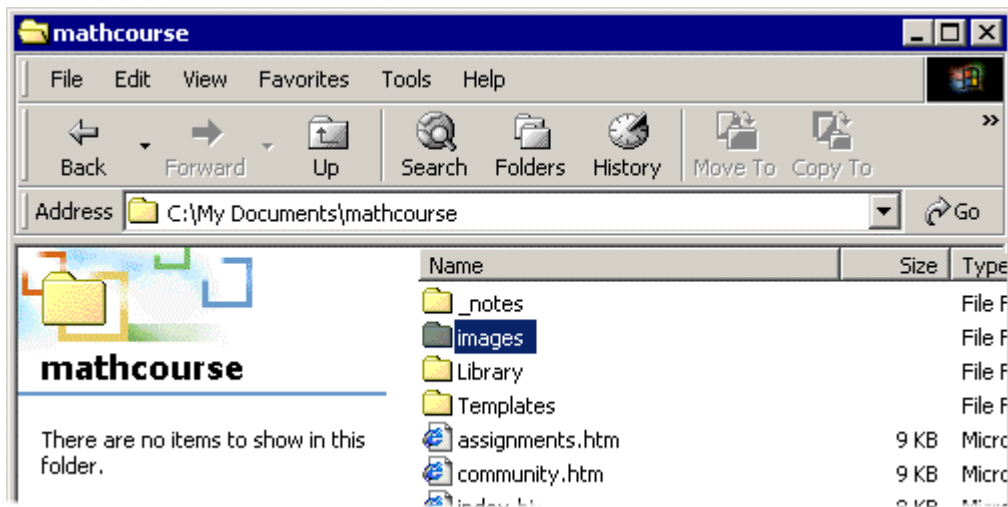 mathcourse
File Edit View Favorites Tools Help
Back Forward Up Search Folders History Move To Copy To »
Address C:\My Documents\mathcourse Go
Name Size Type
_notes File F
images File F
Library File F
Templates File F
mathcourse
There are no items to show in this
folder.
assignments.htm 9 KB Micro
community.htm 9 KB Micro